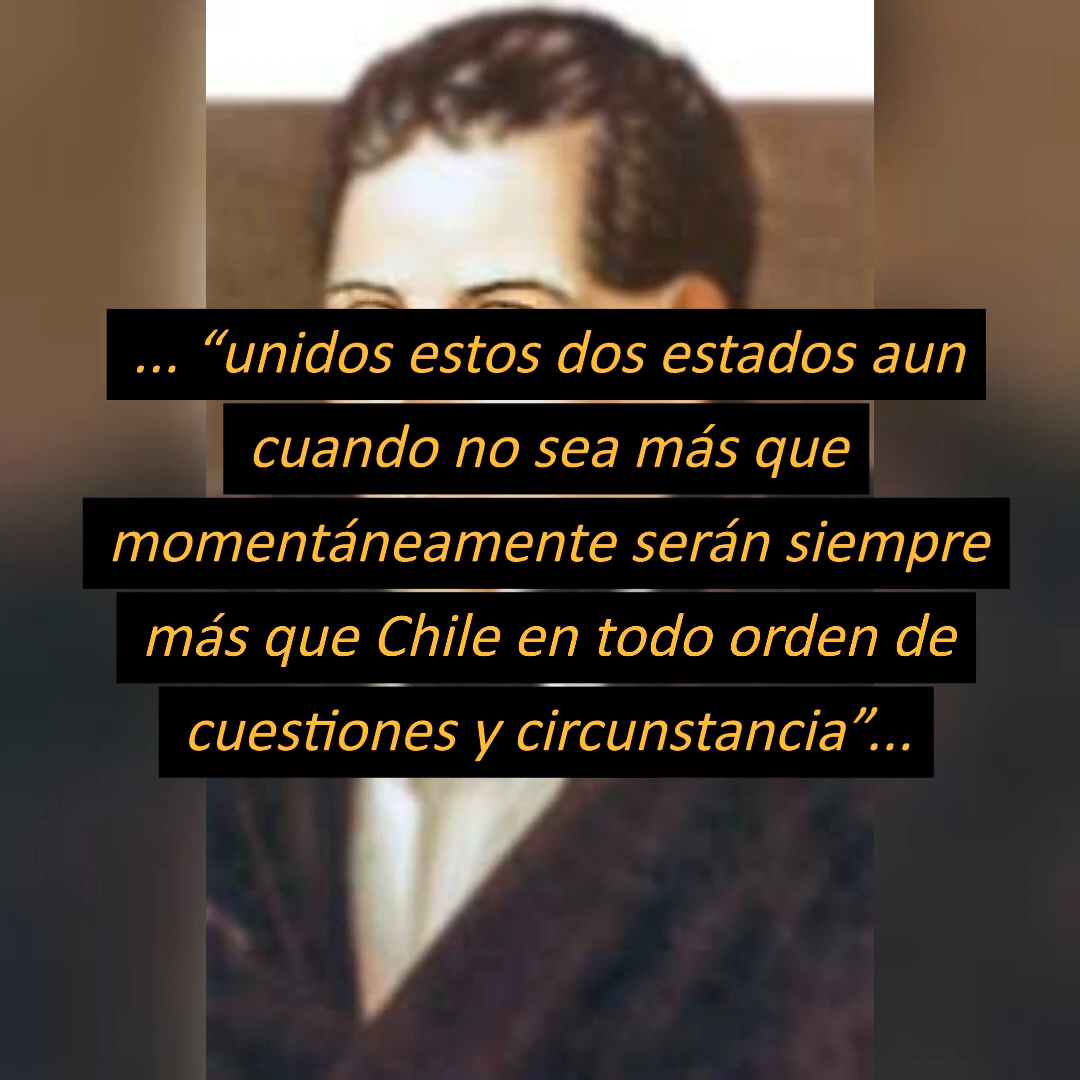 ... “unidos estos dos estados aun
cuando no sea más que
momentáneamente serán siempre
más que Chile en todo orden de
cuestiones y circunstancia”...